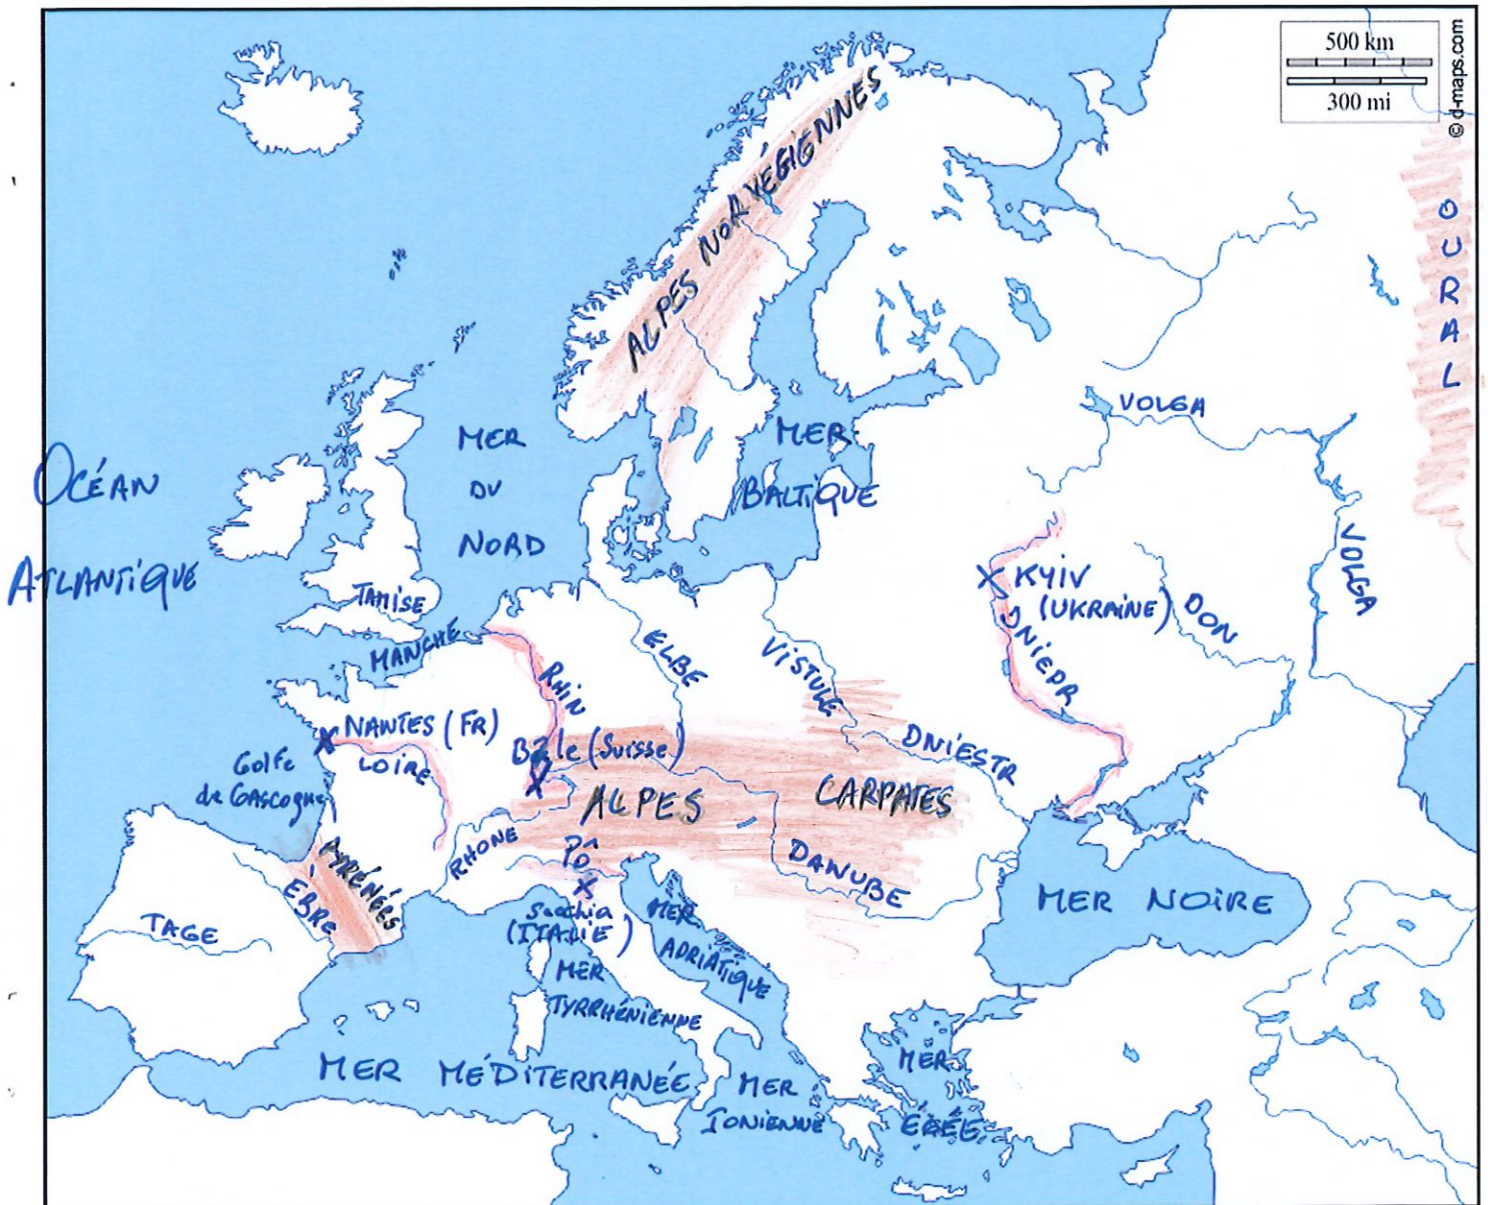 500 km
300 mi
© d-maps.com
ALPES NORVÉGIENNES
OURAL
VOLGA
MER
DU
NORD
MER
BALTIQUE
OCÉAN
ATLANTIQUE
VOLGA
KYIV
(UKRAINE)
DON
DNIEPR
TAMISE
MANCHE
ELBE
VISTULE
RHIN
NANTES (FR)
LOIRE
Bâle (Suisse)
DNIESTR
Golfe
de Gascogne
ALPES
CARPATES
RHONE
PÔ
DANUBE
PYRÉNÉES
ÈBRE
TAGE
(ITALIE)
MER
ADRIATIQUE
MER NOIRE
MER
TYRRHÉNIENNE
MER MÉDITERRANÉE
MER
IONIENNE
MER
ÉGÉE